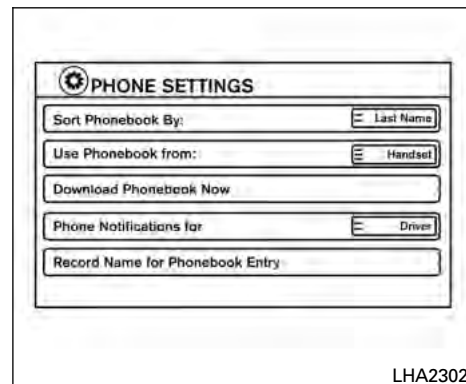 PHONE SETTINGS
Sort Phonebook By: Last Name
Use Phonebook from: Handset
Download Phonebook Now
Phone Notifications for Driver
Record Name for Phonebook Entry
LHA2302